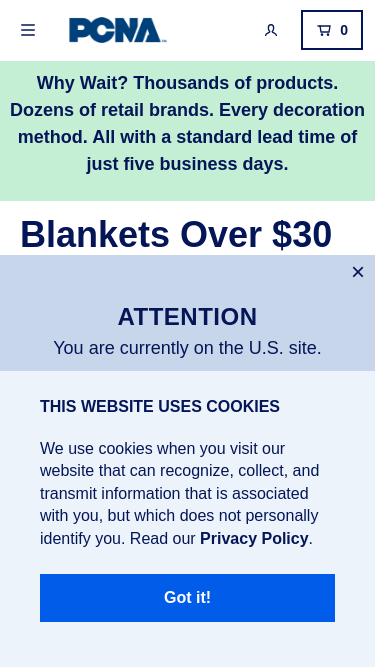 PCNA
0
Why Wait? Thousands of products.
Dozens of retail brands. Every decoration
method. All with a standard lead time of
just five business days.
Blankets Over $30
×
ATTENTION
You are currently on the U.S. site.
THIS WEBSITE USES COOKIES
We use cookies when you visit our
website that can recognize, collect, and
transmit information that is associated
with you, but which does not personally
identify you. Read our Privacy Policy.
Got it!